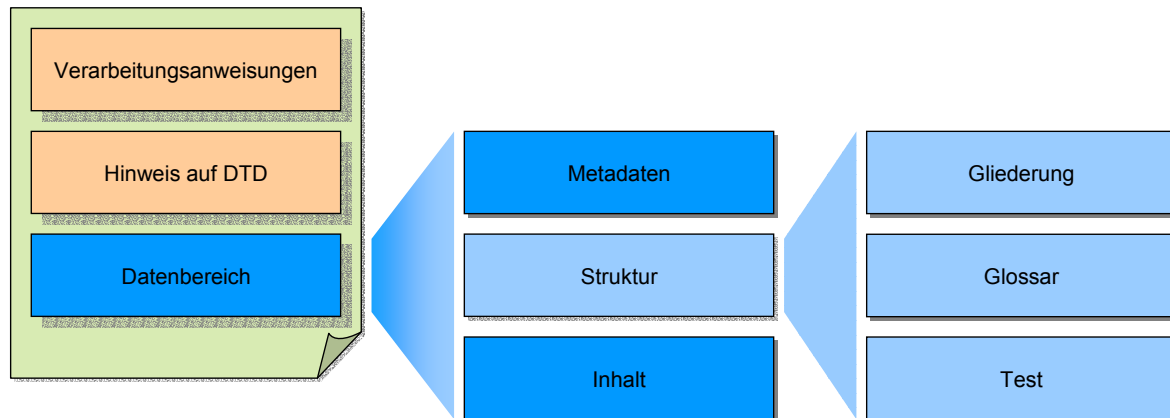 Verarbeitungsanweisungen
Hinweis auf DTD
Datenbereich
Metadaten
Struktur
Inhalt
Gliederung
Glossar
Test